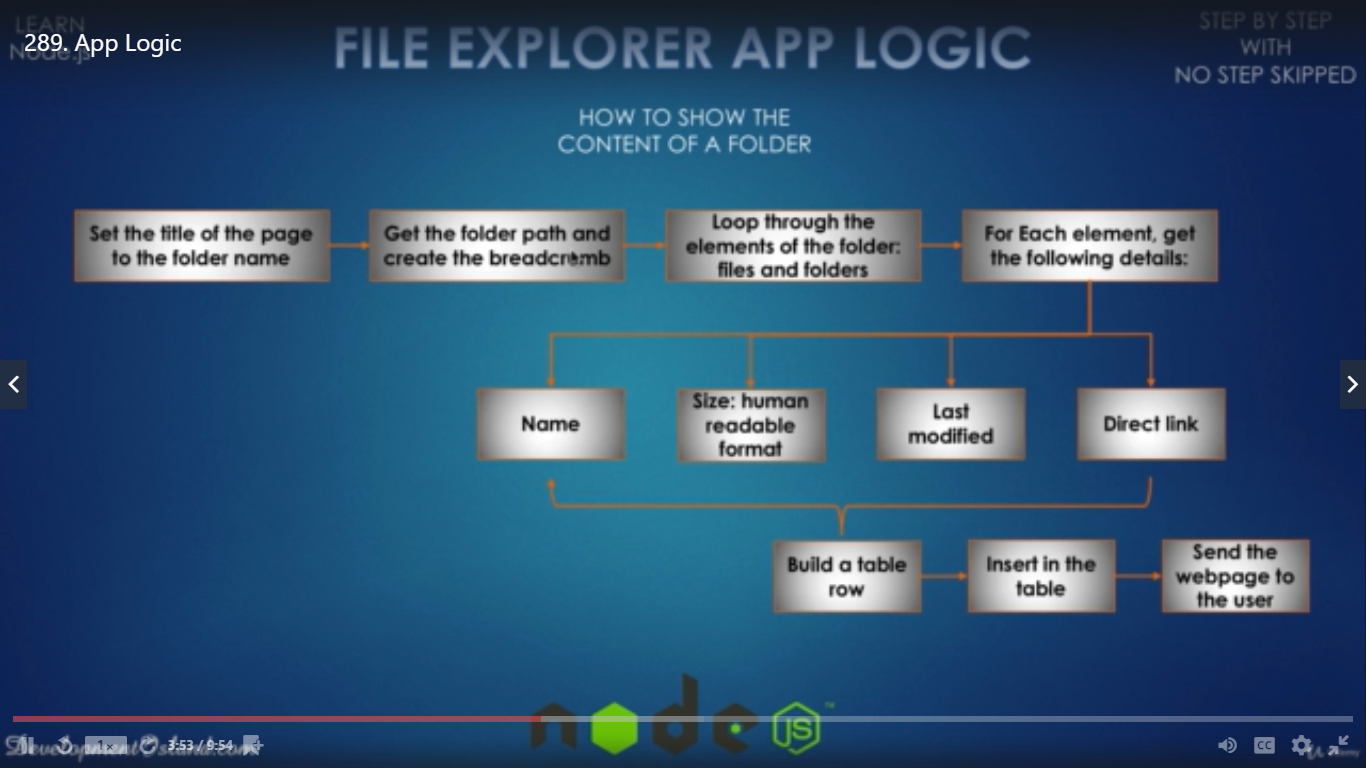 LEARN
Node.js
289. App Logic
FILE EXPLORER APP LOGIC
STEP BY STEP
WITH
NO STEP SKIPPED
HOW TO SHOW THE
CONTENT OF A FOLDER
Set the title of the page
to the folder name
Get the folder path and
create the breadcrumb
Loop through the
elements of the folder:
files and folders
For Each element, get
the following details:
Name
Size: human
readable
format
Last
modified
Direct link
Build a table
row
Insert in the
table
Send the
webpage to
the user
node
JS
TM
DevelopmentIsland.com
1x
3:53 / 9:54
CC